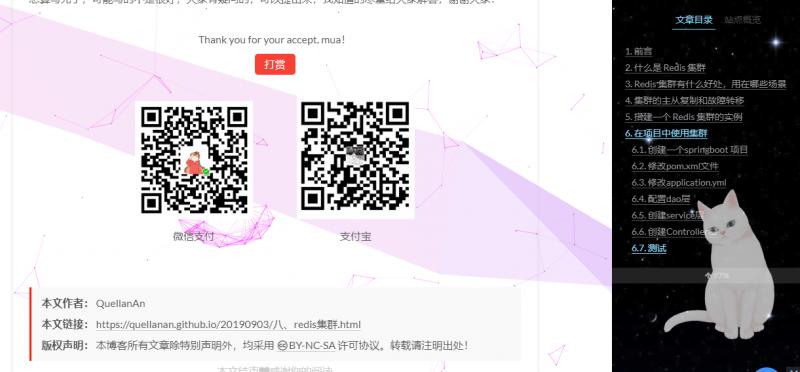 Thank you for your accept. mua!
打赏
微信支付
支付宝
本文作者： QuellanAn
本文链接： https://quellanan.github.io/20190903/八、redis集群.html
版权声明： 本博客所有文章除特别声明外，均采用 BY-NC-SA 许可协议。转载请注明出处！
文章目录 站点概览
1. 前言
2. 什么是 Redis 集群
3. Redis 集群有什么好处，用在哪些场景
4. 集群的主从复制和故障转移
5. 搭建一个 Redis 集群的实例
6. 在项目中使用集群
6.1. 创建一个springboot 项目
6.2. 修改pom.xml文件
6.3. 修改application.yml
6.4. 配置dao层
6.5. 创建service层
6.6. 创建Controller
6.7. 测试